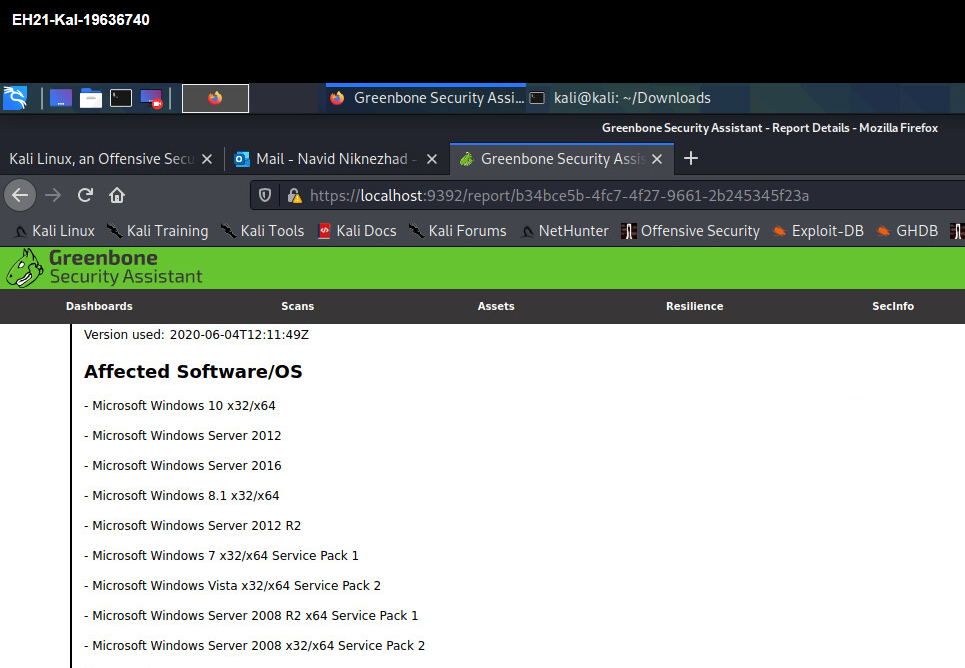 EH21-Kal-19636740
Greenbone Security Assi... kali@kali: ~/Downloads
Greenbone Security Assistant - Report Details - Mozilla Firefox
Kali Linux, an Offensive Secu Mail - Navid Niknezhad - Greenbone Security Assis
https://localhost:9392/report/b34bce5b-4fc7-4f27-9661-2b245345f23a
Kali Linux Kali Training Kali Tools Kali Docs Kali Forums NetHunter Offensive Security Exploit-DB GHDB
Greenbone
Security Assistant
Dashboards Scans Assets Resilience SecInfo
Version used: 2020-06-04T12:11:49Z
Affected Software/OS
- Microsoft Windows 10 x32/x64
- Microsoft Windows Server 2012
- Microsoft Windows Server 2016
- Microsoft Windows 8.1 x32/x64
- Microsoft Windows Server 2012 R2
- Microsoft Windows 7 x32/x64 Service Pack 1
- Microsoft Windows Vista x32/x64 Service Pack 2
- Microsoft Windows Server 2008 R2 x64 Service Pack 1
- Microsoft Windows Server 2008 x32/x64 Service Pack 2